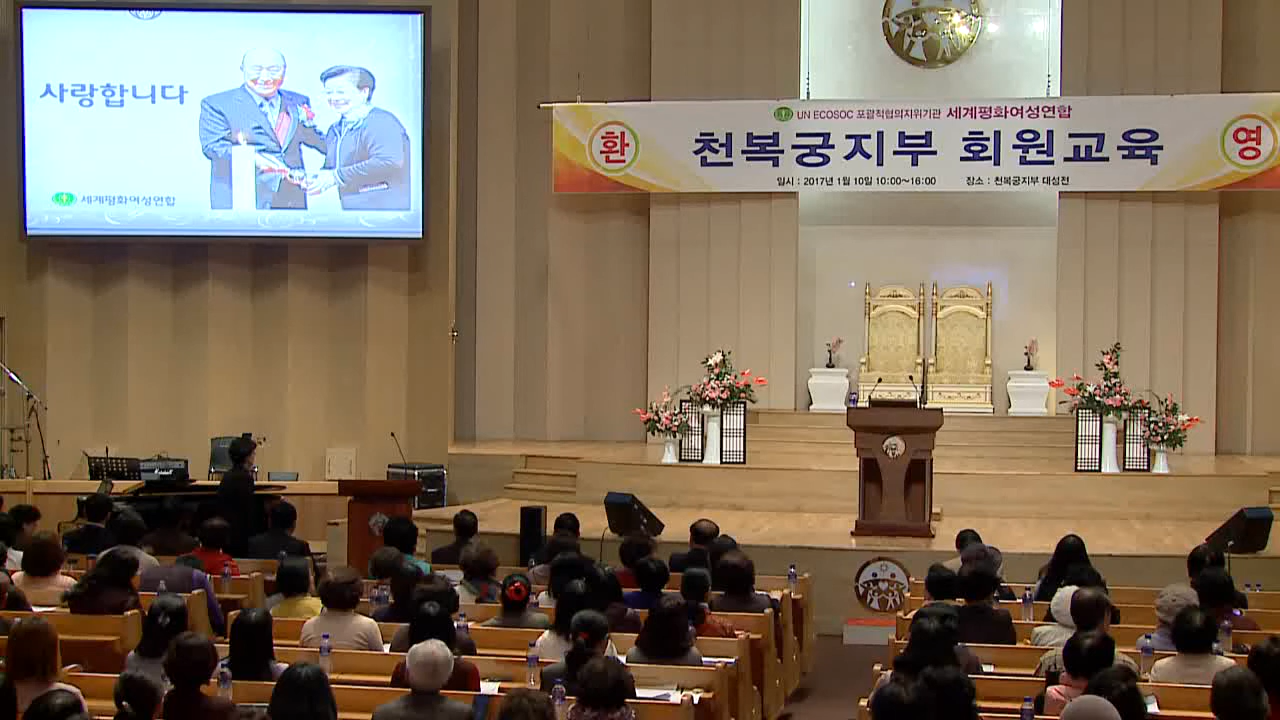 사랑합니다
세계평화여성연합
UN ECOSOC 포괄적협의지위기관 세계평화여성연합
환 천복궁지부 회원교육 영
일시 : 2017년 1월 10일 10:00~16:00 장소 : 천복궁지부 대성전